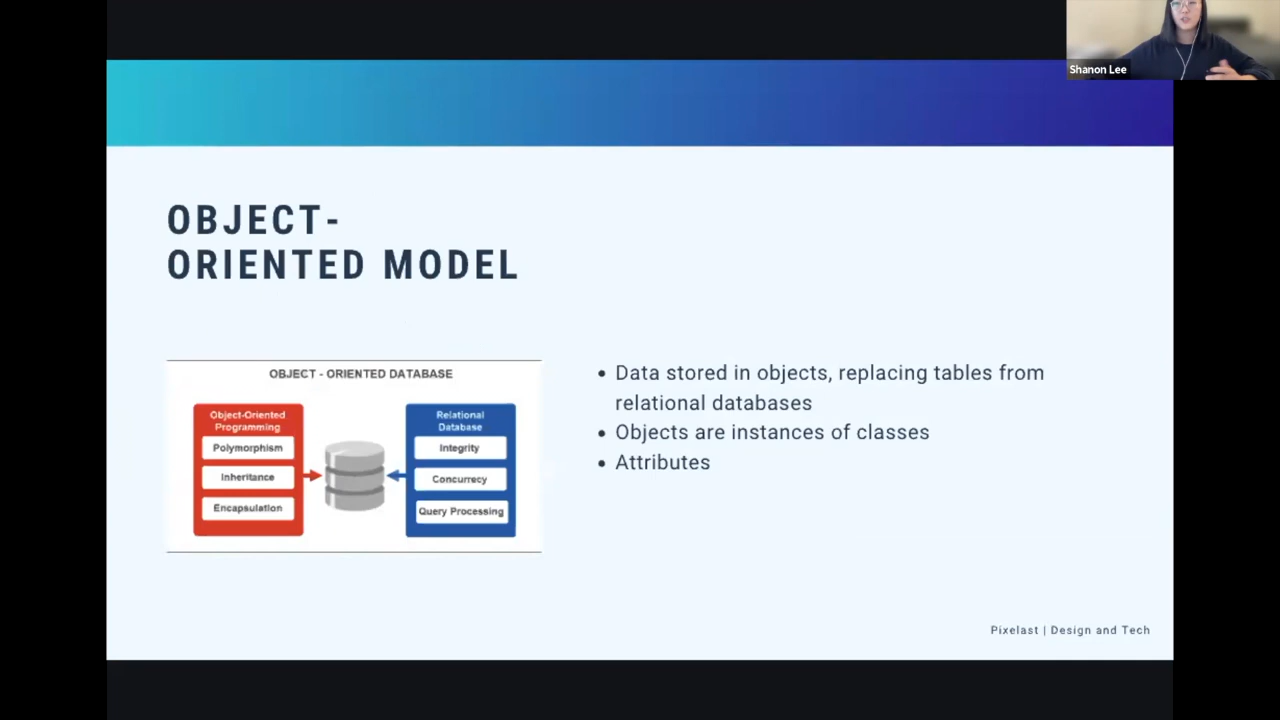 Shanon Lee
OBJECT-
ORIENTED MODEL
OBJECT - ORIENTED DATABASE
Object-Oriented
Programming
Polymorphism
Inheritance
Encapsulation
Relational
Database
Integrity
Concurrecy
Query Processing
• Data stored in objects, replacing tables from
relational databases
• Objects are instances of classes
• Attributes
Pixelast | Design and Tech